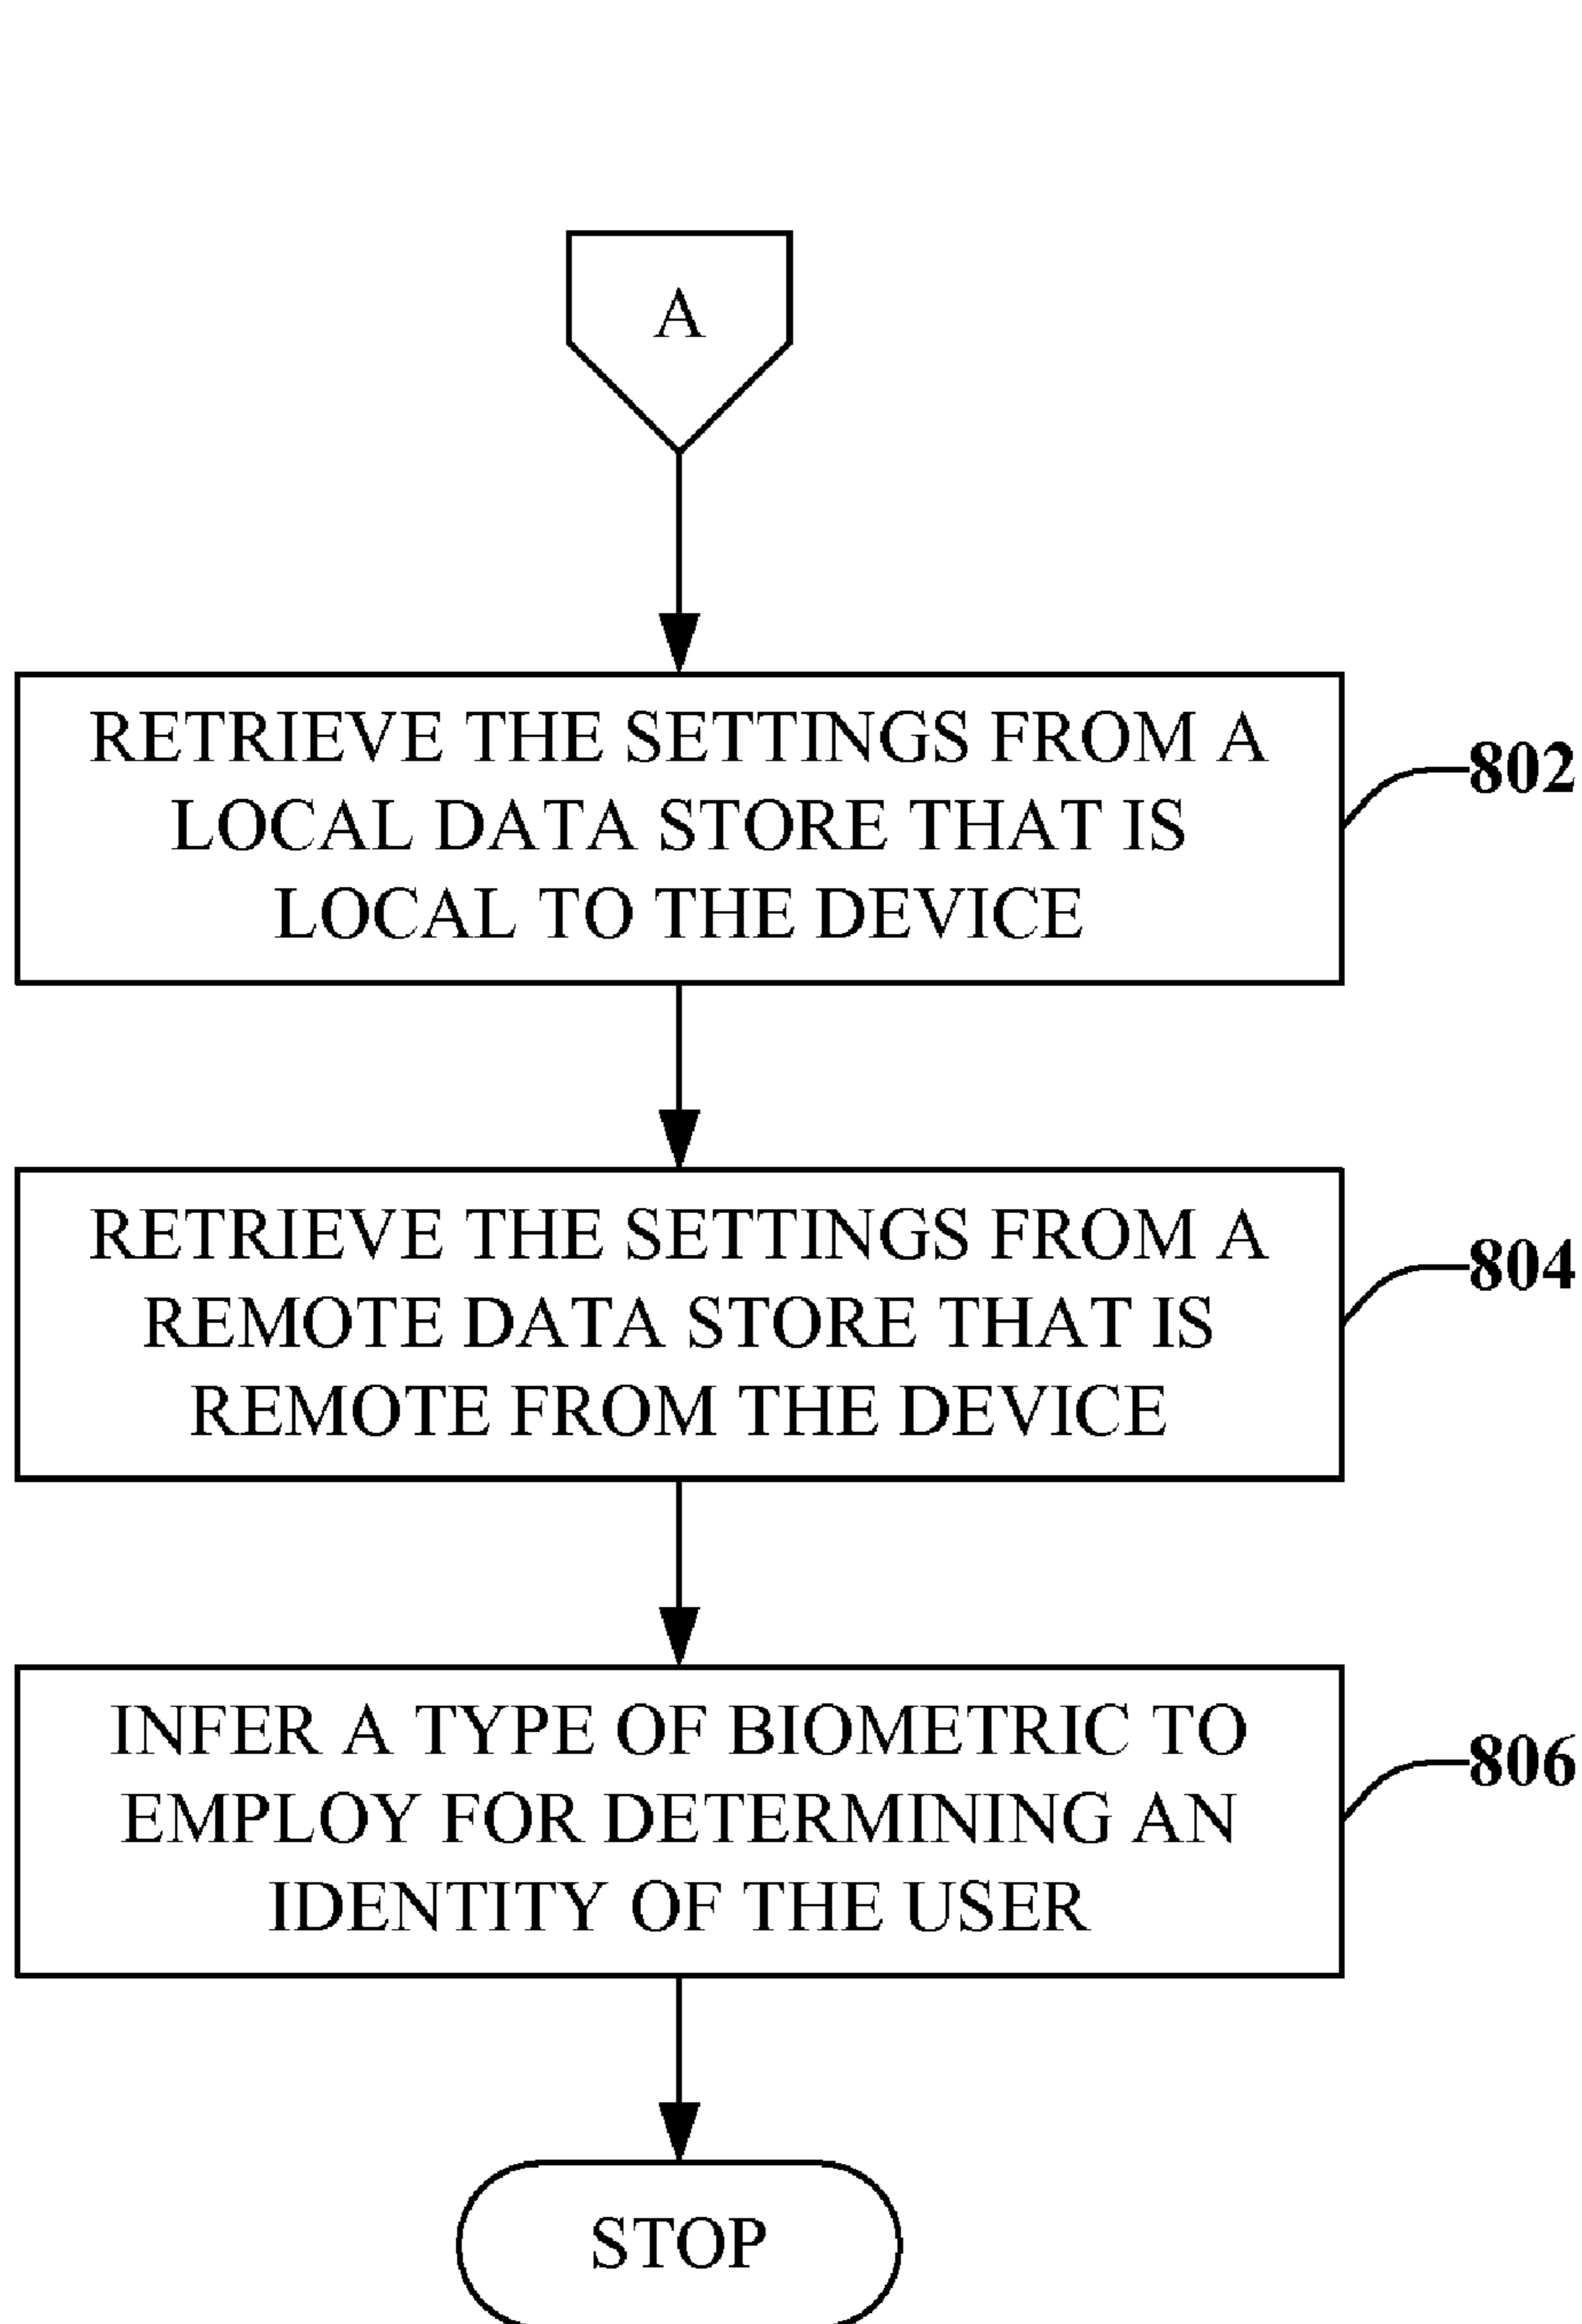 A
RETRIEVE THE SETTINGS FROM A
LOCAL DATA STORE THAT IS
LOCAL TO THE DEVICE
802
RETRIEVE THE SETTINGS FROM A
REMOTE DATA STORE THAT IS
REMOTE FROM THE DEVICE
804
INFER A TYPE OF BIOMETRIC TO
EMPLOY FOR DETERMINING AN
IDENTITY OF THE USER
806
STOP